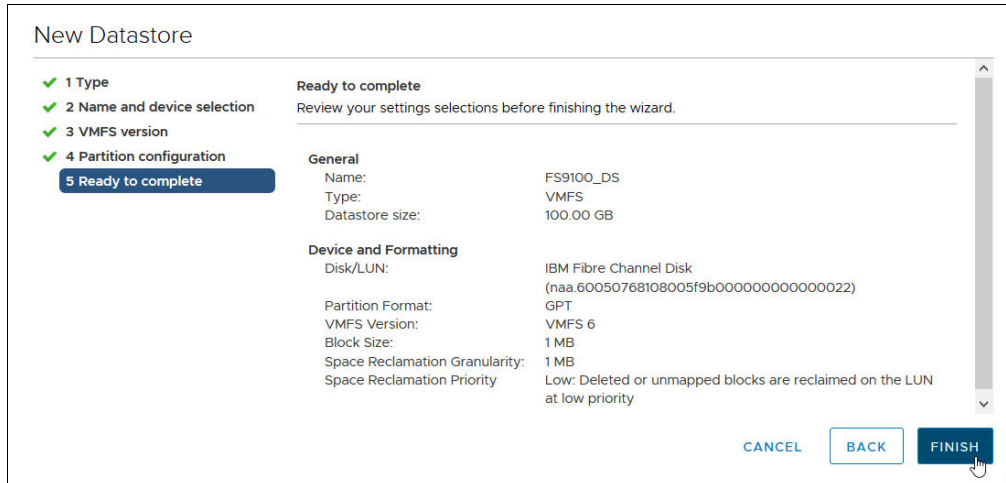 New Datastore
1 Type
2 Name and device selection
3 VMFS version
4 Partition configuration
5 Ready to complete
Ready to complete
Review your settings selections before finishing the wizard.
General
Name: FS9100_DS
Type: VMFS
Datastore size: 100.00 GB
Device and Formatting
Disk/LUN: IBM Fibre Channel Disk
(naa.60050768108005f9b000000000000022)
Partition Format: GPT
VMFS Version: VMFS 6
Block Size: 1 MB
Space Reclamation Granularity: 1 MB
Space Reclamation Priority Low: Deleted or unmapped blocks are reclaimed on the LUN
at low priority
CANCEL BACK FINISH